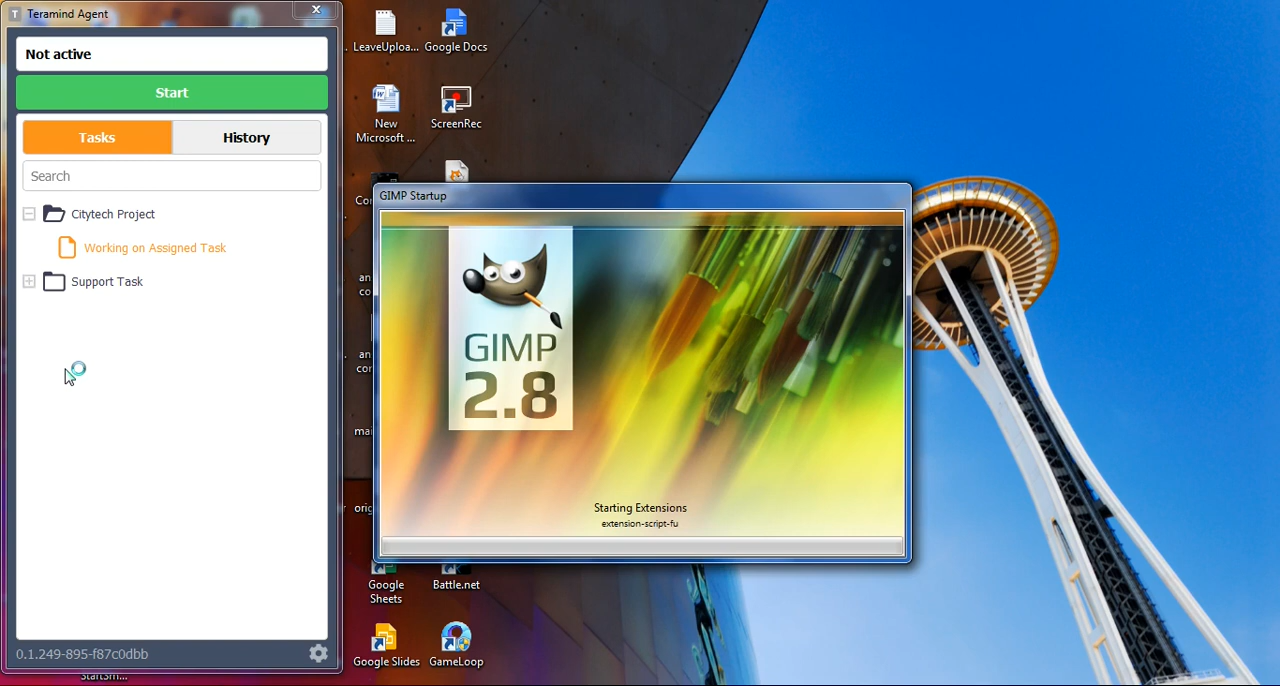 Teramind Agent
Not active
Start
Tasks
History
Search
Citytech Project
Working on Assigned Task
Support Task
0.1.249-895-f87c0dbb
LeaveUploa...
Google Docs
New
Microsoft ...
ScreenRec
GIMP Startup
GIMP
2.8
Starting Extensions
extension-script-fu
Google
Sheets
Battle.net
Google Slides
GameLoop
StartSm...